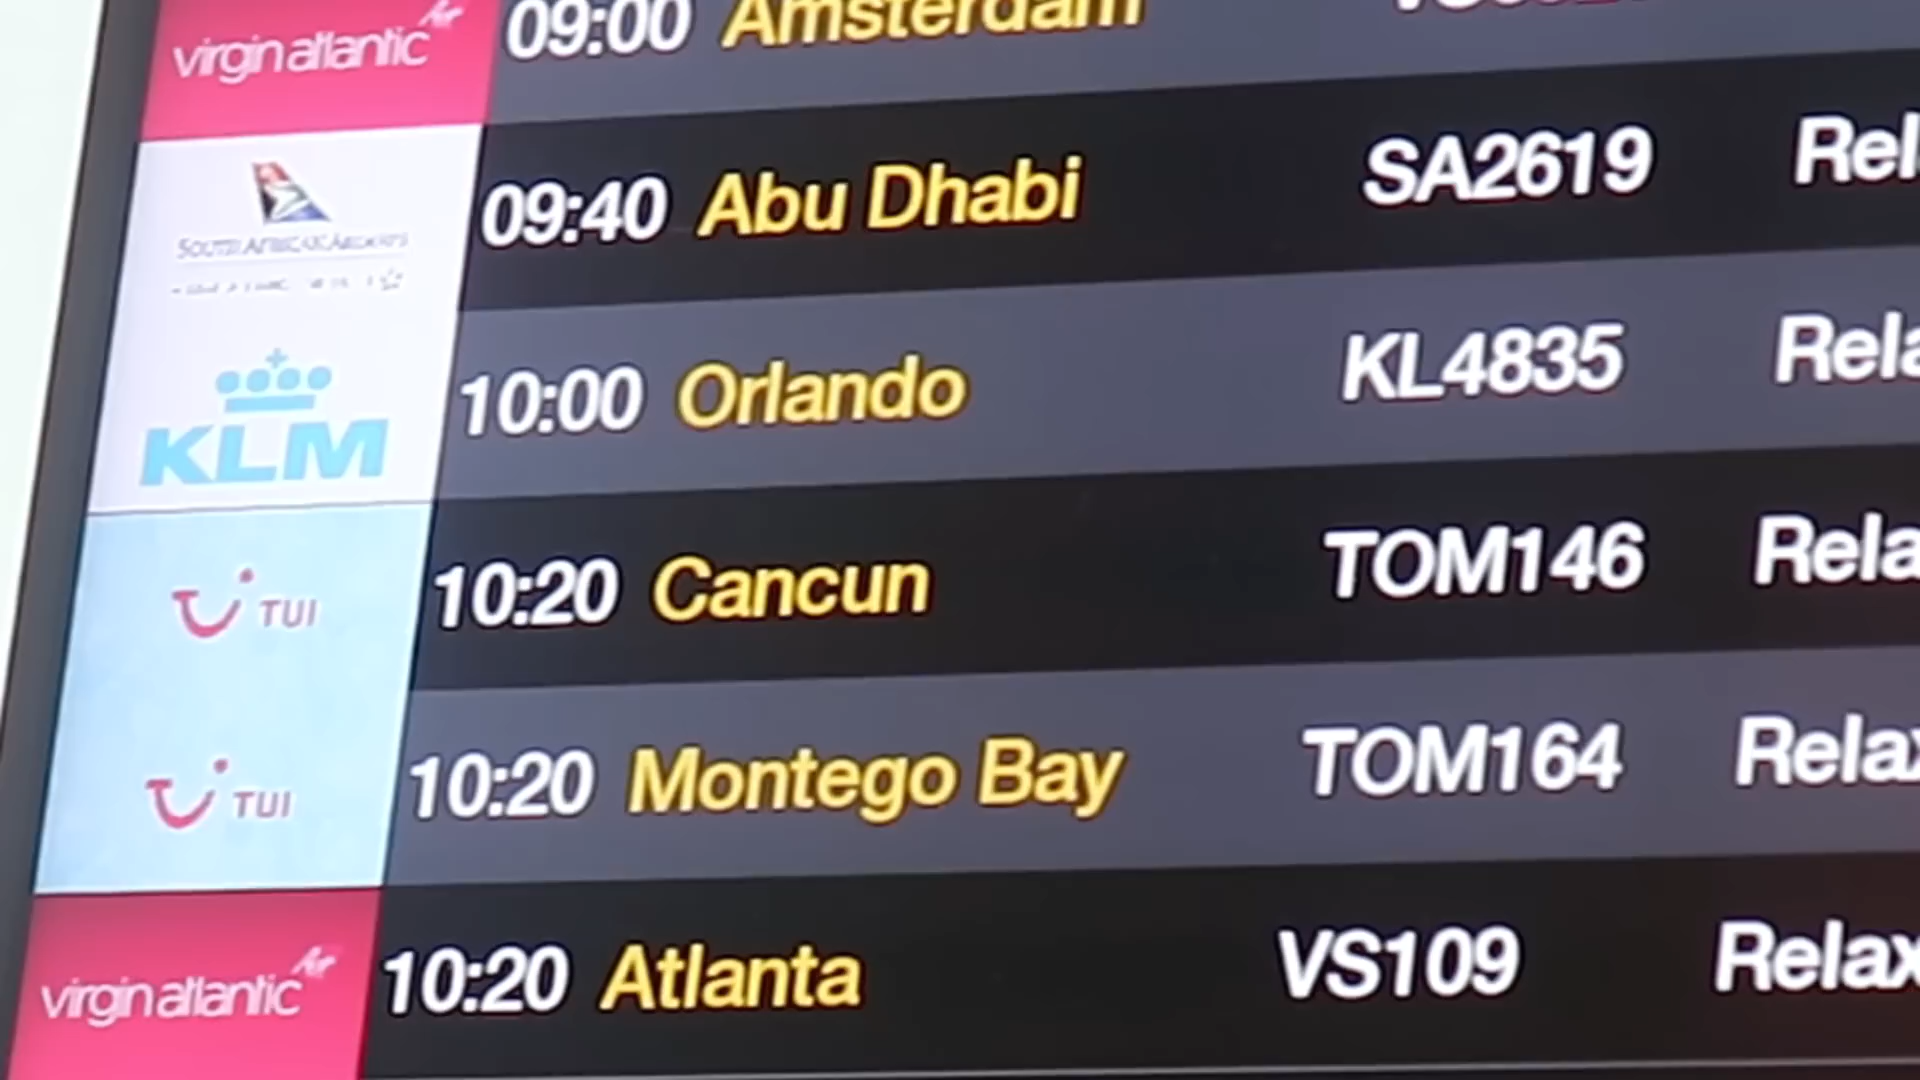 virgin atlantic 09:00 Amsterdam
SOUTH AFRICAN AIRWAYS 09:40 Abu Dhabi SA2619 Rel
KLM 10:00 Orlando KL4835 Rela
TUI 10:20 Cancun TOM146 Rela
TUI 10:20 Montego Bay TOM164 Relax
virgin atlantic 10:20 Atlanta VS109 Relax